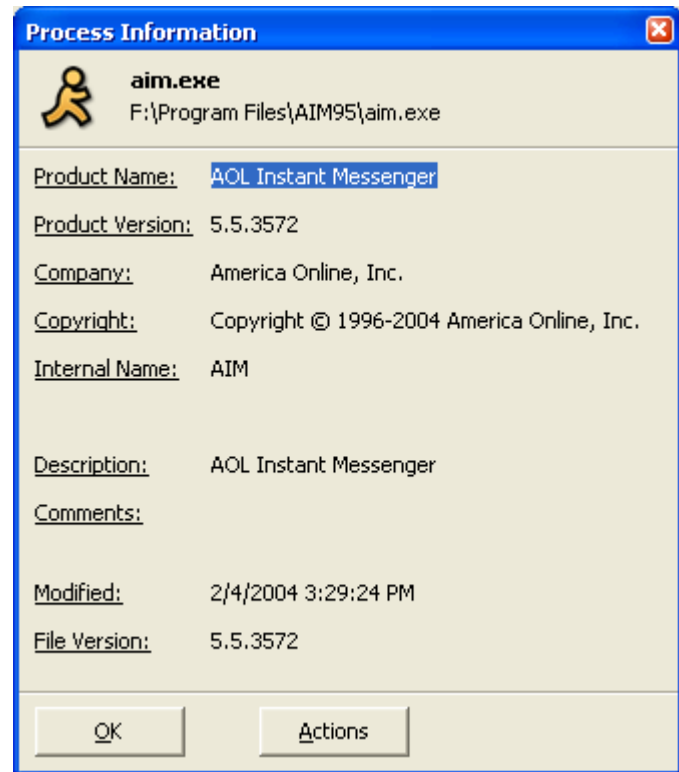 Process Information
aim.exe
F:\Program Files\AIM95\aim.exe
Product Name: AOL Instant Messenger
Product Version: 5.5.3572
Company: America Online, Inc.
Copyright: Copyright © 1996-2004 America Online, Inc.
Internal Name: AIM
Description: AOL Instant Messenger
Comments:
Modified: 2/4/2004 3:29:24 PM
File Version: 5.5.3572
OK Actions